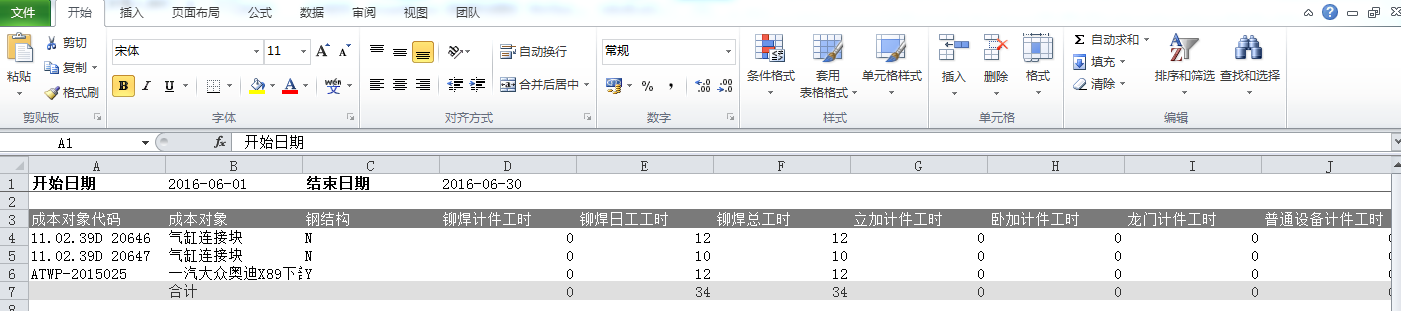 文件 开始 插入 页面布局 公式 数据 审阅 视图 团队
剪切 宋体 11 A A 自动换行 常规 Σ 自动求和
粘贴 复制 B I U A wén 文 合并后居中 % , 条件格式 套用 单元格样式 插入 删除 格式 填充 排序和筛选 查找和选择
格式刷 表格格式 清除
剪贴板 字体 对齐方式 数字 样式 单元格 编辑
A1 fx 开始日期
A B C D E F G H I J
1 开始日期 2016-06-01 结束日期 2016-06-30
2
3 成本对象代码 成本对象 钢结构 铆焊计件工时 铆焊日工工时 铆焊总工时 立加计件工时 卧加计件工时 龙门计件工时 普通设备计件工时
4 11.02.39D 20646 气缸连接块 N 0 12 12 0 0 0
5 11.02.39D 20647 气缸连接块 N 0 10 10 0 0 0
6 ATWP-2015025 一汽大众奥迪X89下 Y 0 12 12 0 0 0
7 合计 0 34 34 0 0 0